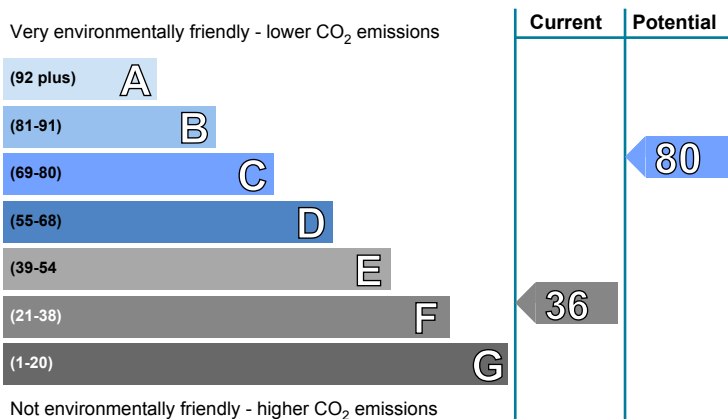 Current Potential
Very environmentally friendly - lower CO2 emissions
(92 plus) A
(81-91) B
(69-80) C
80
(55-68) D
(39-54 E
(21-38) F
36
(1-20) G
Not environmentally friendly - higher CO2 emissions